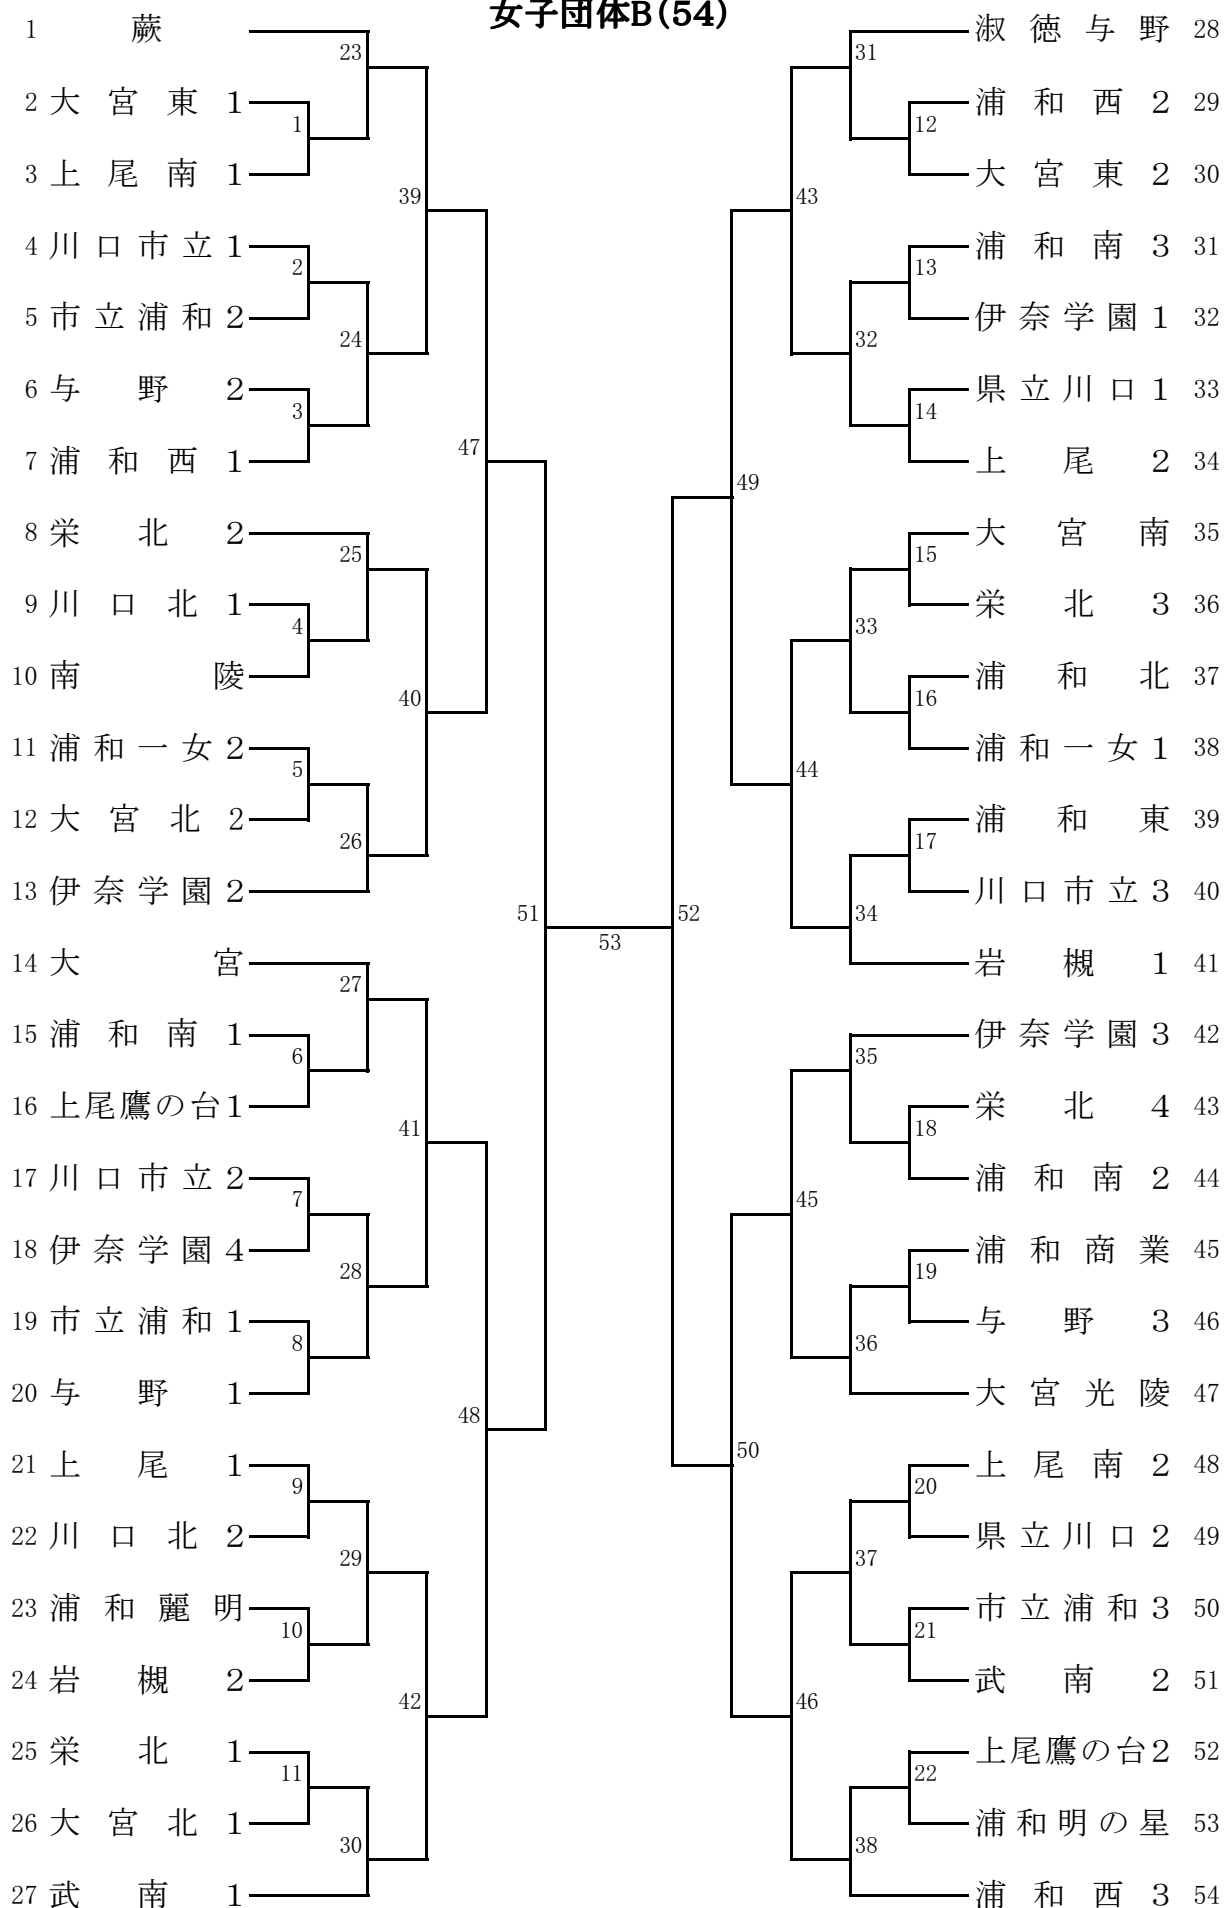 女子団体B(54)
1 蕨
2 大宮東1
3 上尾南1
4 川口市立1
5 市立浦和2
6 与野2
7 浦和西1
8 栄北2
9 川口北1
10 南陵
11 浦和一女2
12 大宮北2
13 伊奈学園2
14 大宮
15 浦和南1
16 上尾鷹の台1
17 川口市立2
18 伊奈学園4
19 市立浦和1
20 与野1
21 上尾1
22 川口北2
23 浦和麗明
24 岩槻2
25 栄北1
26 大宮北1
27 武南1
1
2
3
4
5
6
7
8
9
10
11
23
24
25
26
27
28
29
30
39
40
41
42
47
48
51
53
52
49
50
43
44
45
46
31
32
33
34
35
36
37
38
12
13
14
15
16
17
18
19
20
21
22
淑徳与野 28
浦和西2 29
大宮東2 30
浦和南3 31
伊奈学園1 32
県立川口1 33
上尾2 34
大宮南 35
栄北3 36
浦和北 37
浦和一女1 38
浦和東 39
川口市立3 40
岩槻1 41
伊奈学園3 42
栄北4 43
浦和南2 44
浦和商業 45
与野3 46
大宮光陵 47
上尾南2 48
県立川口2 49
市立浦和3 50
武南2 51
上尾鷹の台2 52
浦和明の星 53
浦和西3 54